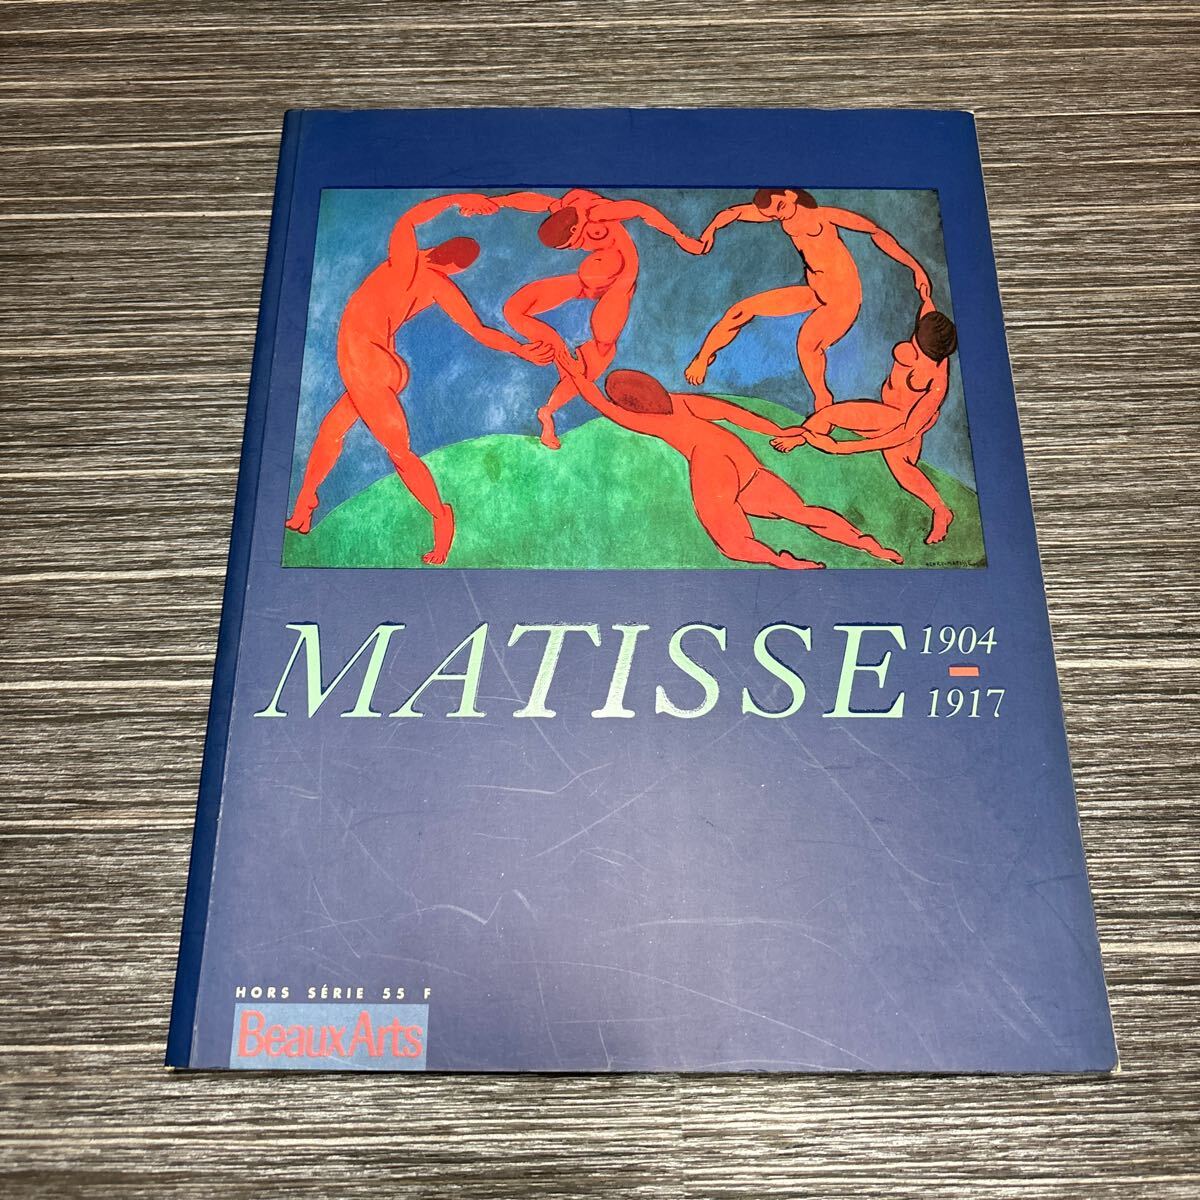 MATISSE
1904
1917
HORS SÉRIE 55 F
BeauxArts